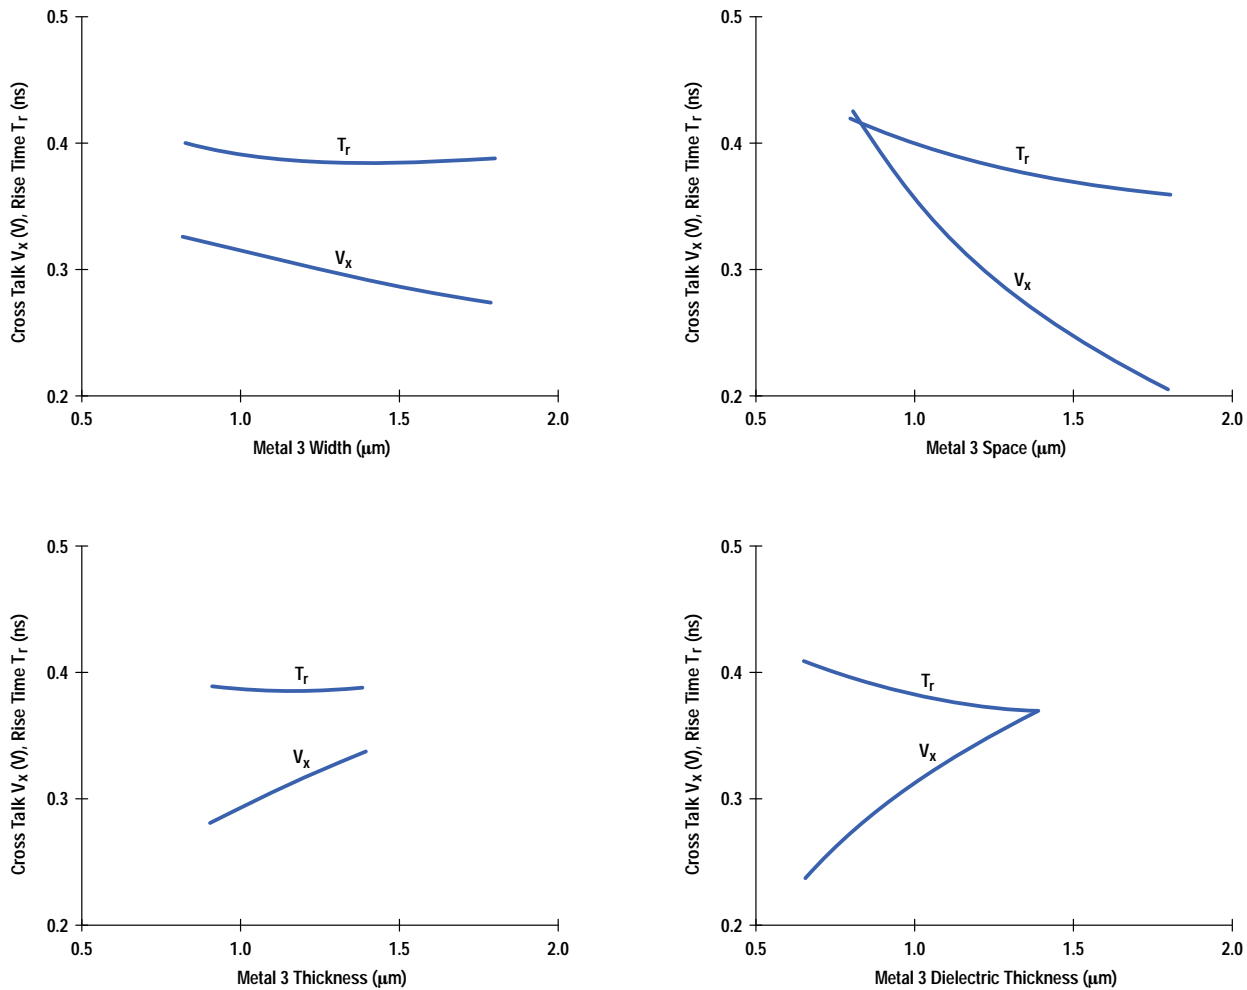 0.5
0.4
0.3
0.2
0.5
1.0
1.5
2.0
Cross Talk Vx (V), Rise Time Tr (ns)
Tr
Vx
Metal 3 Width (μm)
0.5
0.4
0.3
0.2
0.5
1.0
1.5
2.0
Cross Talk Vx (V), Rise Time Tr (ns)
Tr
Vx
Metal 3 Space (μm)
0.5
0.4
0.3
0.2
0.5
1.0
1.5
2.0
Cross Talk Vx (V), Rise Time Tr (ns)
Tr
Vx
Metal 3 Thickness (μm)
0.5
0.4
0.3
0.2
0.5
1.0
1.5
2.0
Cross Talk Vx (V), Rise Time Tr (ns)
Tr
Vx
Metal 3 Dielectric Thickness (μm)